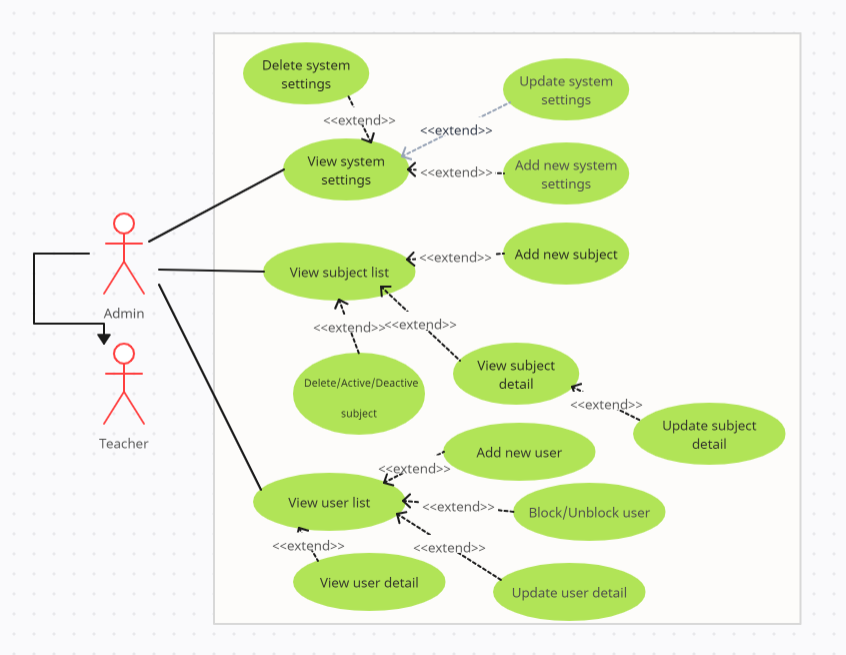 Delete system
settings
Update system
settings
<<extend>>
<<extend>>
View system
settings
<<extend>>
Add new system
settings
Add new subject
<<extend>>
View subject list
Admin
<<extend>>
<<extend>>
View subject
detail
Delete/Active/Deactive
subject
<<extend>>
Update subject
detail
Teacher
Add new user
<<extend>>
View user list
<<extend>>
Block/Unblock user
<<extend>>
<<extend>>
View user detail
Update user detail